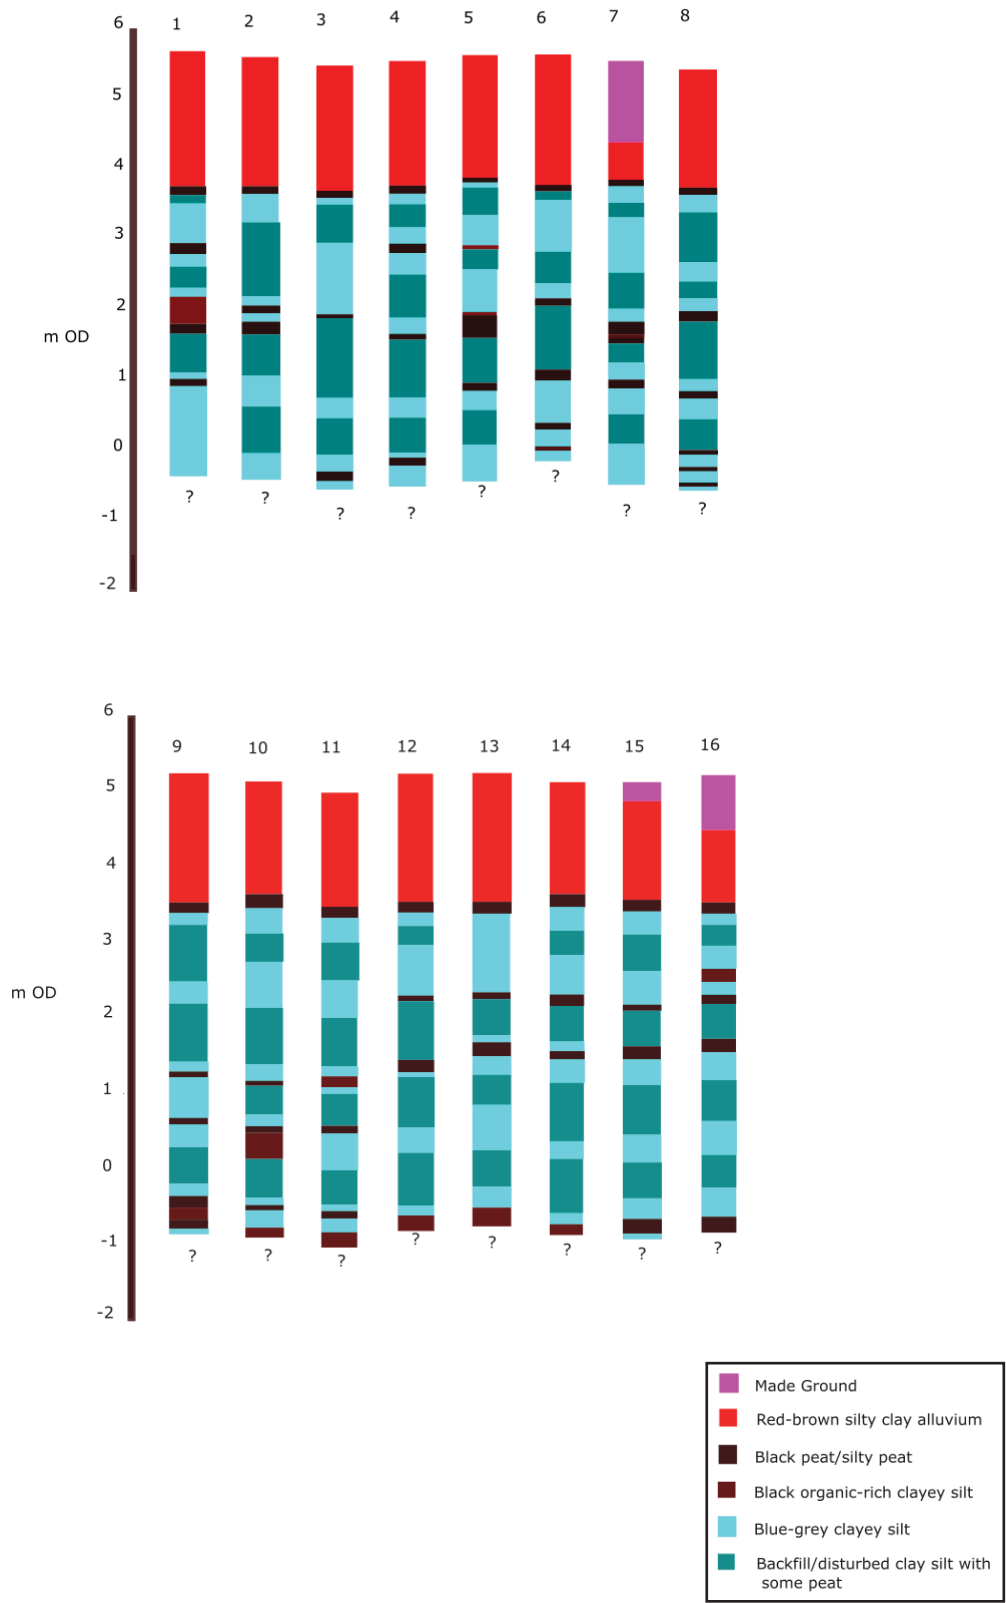 6
1 2 3 4 5 6 7 8
5
4
3
2
m OD
1
0
-1
? ? ? ? ? ? ? ?
-2
6
9 10 11 12 13 14 15 16
5
4
3
2
m OD
1
0
-1
? ? ? ? ? ? ? ?
-2
Made Ground
Red-brown silty clay alluvium
Black peat/silty peat
Black organic-rich clayey silt
Blue-grey clayey silt
Backfill/disturbed clay silt with
some peat